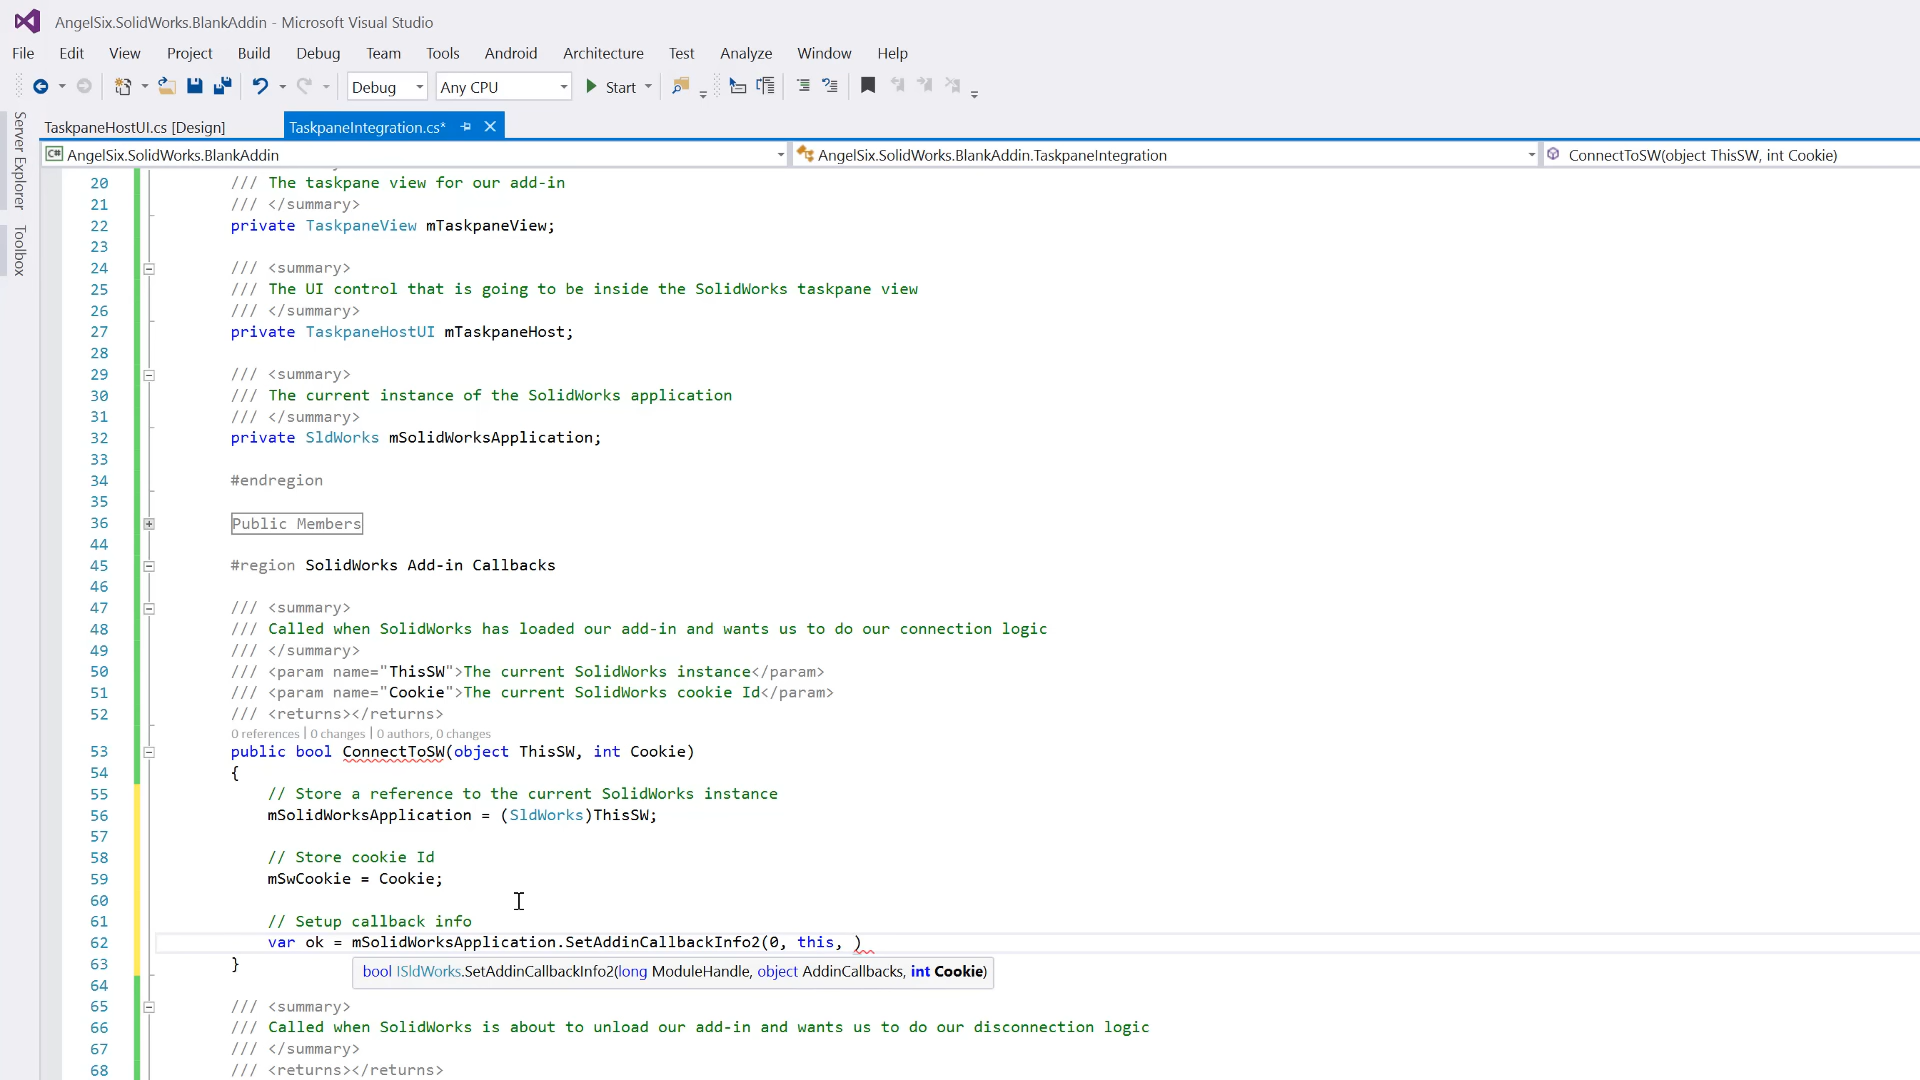 AngelSix.SolidWorks.BlankAddin - Microsoft Visual Studio
File Edit View Project Build Debug Team Tools Android Architecture Test Analyze Window Help
Debug Any CPU Start
Server Explorer
Toolbox
TaskpaneHostUI.cs [Design] TaskpaneIntegration.cs*
C# AngelSix.SolidWorks.BlankAddin AngelSix.SolidWorks.BlankAddin.TaskpaneIntegration ConnectToSW(object ThisSW, int Cookie)
20 /// The taskpane view for our add-in
21 /// </summary>
22 private TaskpaneView mTaskpaneView;
23
24 /// <summary>
25 /// The UI control that is going to be inside the SolidWorks taskpane view
26 /// </summary>
27 private TaskpaneHostUI mTaskpaneHost;
28
29 /// <summary>
30 /// The current instance of the SolidWorks application
31 /// </summary>
32 private SldWorks mSolidWorksApplication;
33
34 #endregion
35
36 Public Members
44
45 #region SolidWorks Add-in Callbacks
46
47 /// <summary>
48 /// Called when SolidWorks has loaded our add-in and wants us to do our connection logic
49 /// </summary>
50 /// <param name="ThisSW">The current SolidWorks instance</param>
51 /// <param name="Cookie">The current SolidWorks cookie Id</param>
52 /// <returns></returns>
0 references | 0 changes | 0 authors, 0 changes
53 public bool ConnectToSW(object ThisSW, int Cookie)
54 {
55 // Store a reference to the current SolidWorks instance
56 mSolidWorksApplication = (SldWorks)ThisSW;
57
58 // Store cookie Id
59 mSwCookie = Cookie;
60
61 // Setup callback info
62 var ok = mSolidWorksApplication.SetAddinCallbackInfo2(0, this, )
63 }
bool ISldWorks.SetAddinCallbackInfo2(long ModuleHandle, object AddinCallbacks, int Cookie)
64
65 /// <summary>
66 /// Called when SolidWorks is about to unload our add-in and wants us to do our disconnection logic
67 /// </summary>
68 /// <returns></returns>